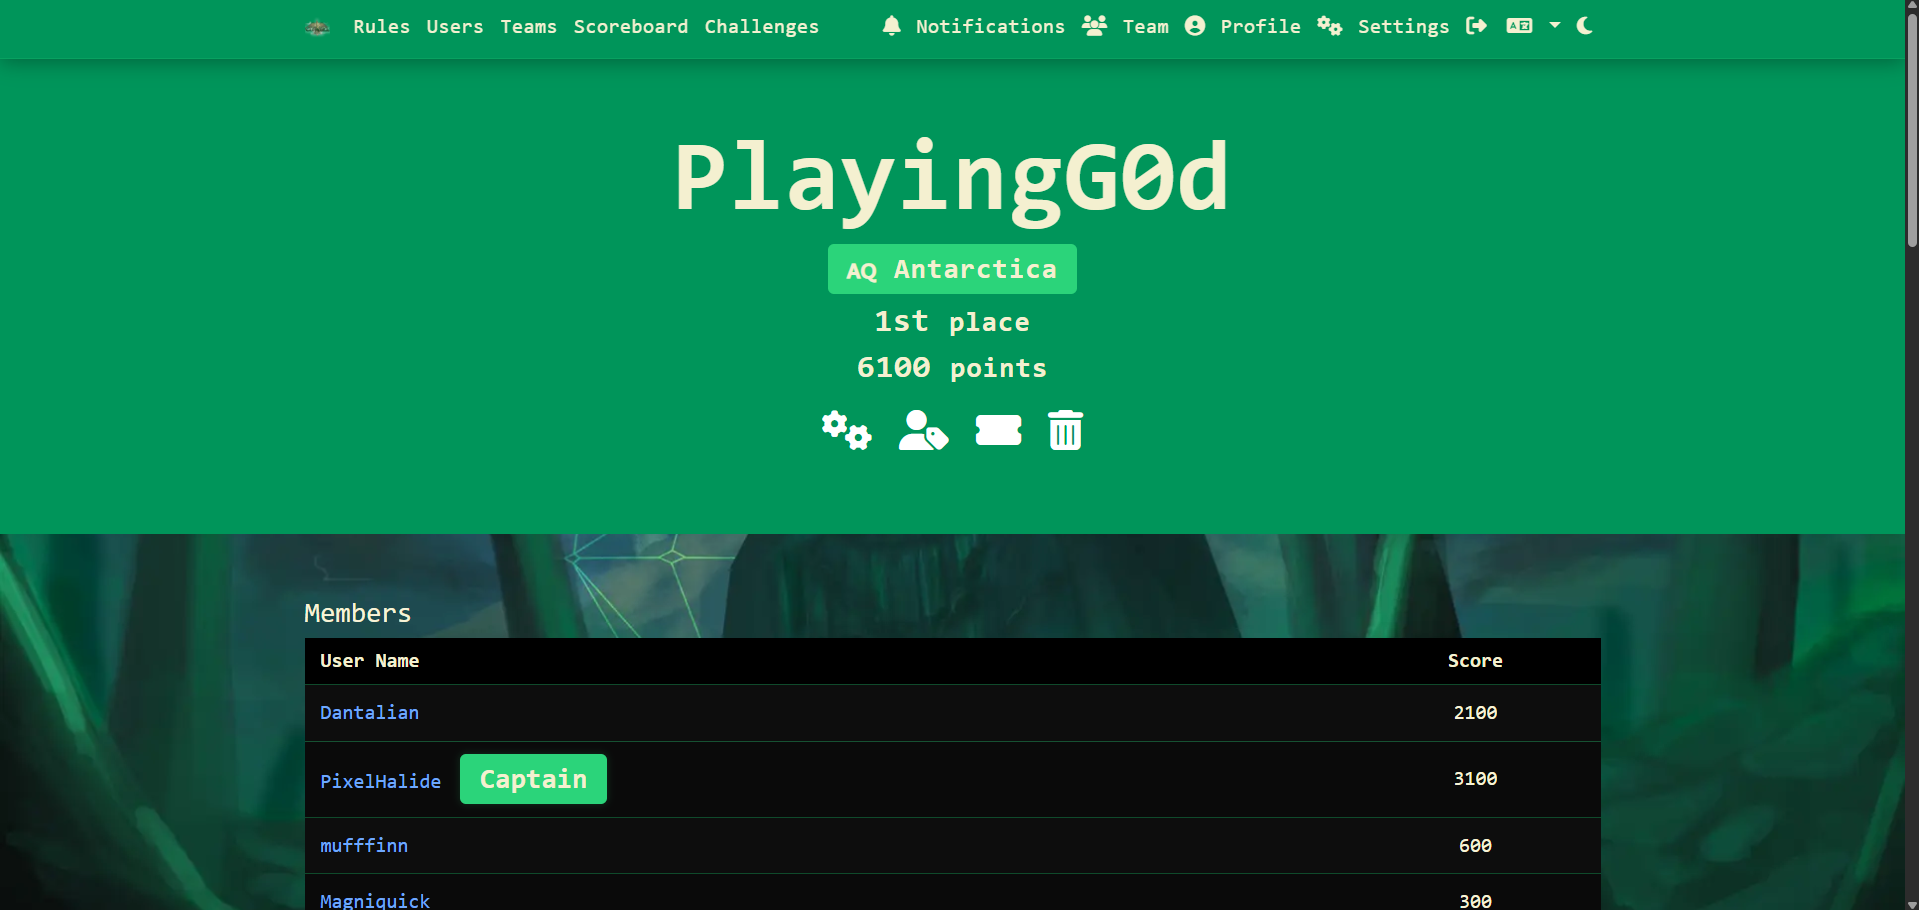 Rules Users Teams Scoreboard Challenges Notifications Team Profile Settings
PlayingG0d
AQ Antarctica
1st place
6100 points
Members
User Name Score
Dantalian 2100
PixelHalide Captain 3100
mufffinn 600
Magniquick 300